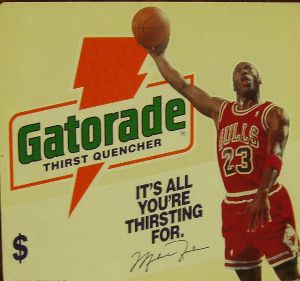 Gatorade®
THIRST QUENCHER
BULLS
23
IT'S ALL
YOU'RE
THIRSTING
FOR.
$